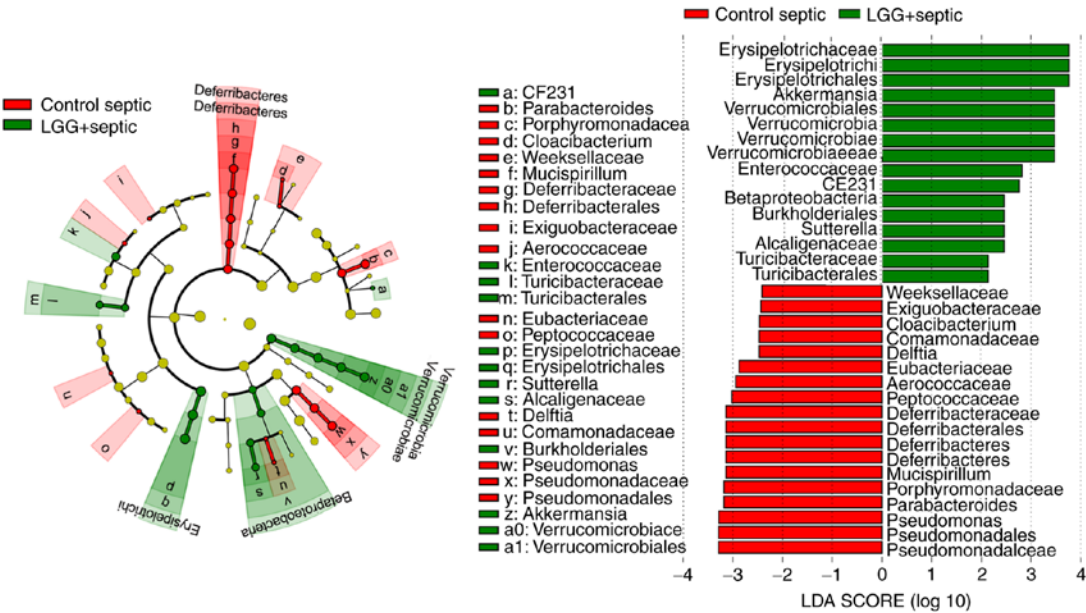 Control septic
LGG+septic
Deferribacteres
Deferribacteres
h
g
f
e
d
c
b
a
i
j
k
m
l
n
o
q
p
Erysipelotrichi
r
s
t
u
v
Betaproteobacteria
w
x
y
z
a0
a1
Verrucomicrobiae
Verrucomicrobia
a: CF231
b: Parabacteroides
c: Porphyromonadacea
d: Cloacibacterium
e: Weeksellaceae
f: Mucispirillum
g: Deferribacteraceae
h: Deferribacterales
i: Exiguobacteraceae
j: Aerococcaceae
k: Enterococcaceae
l: Turicibacteraceae
m: Turicibacterales
n: Eubacteriaceae
o: Peptococcaceae
p: Erysipelotrichaceae
q: Erysipelotrichales
r: Sutterella
s: Alcaligenaceae
t: Delftia
u: Comamonadaceae
v: Burkholderiales
w: Pseudomonas
x: Pseudomonadaceae
y: Pseudomonadales
z: Akkermansia
a0: Verrucomicrobiace
a1: Verrucomicrobiales
Control septic
LGG+septic
Erysipelotrichaceae
Erysipelotrichi
Erysipelotrichales
Akkermansia
Verrucomicrobiales
Verrucomicrobia
Verrucomicrobiae
Verrucomicrobiaeeae
Enterococcaceae
CE231
Betaproteobacteria
Burkholderiales
Sutterella
Alcaligenaceae
Turicibacteraceae
Turicibacterales
Weeksellaceae
Exiguobacteraceae
Cloacibacterium
Comamonadaceae
Delftia
Eubacteriaceae
Aerococcaceae
Peptococcaceae
Deferribacteraceae
Deferribacterales
Deferribacteres
Deferribacteres
Mucispirillum
Porphyromonadaceae
Parabacteroides
Pseudomonas
Pseudomonadales
Pseudomonadalceae
−4 −3 −2 −1 0 1 2 3 4
LDA SCORE (log 10)